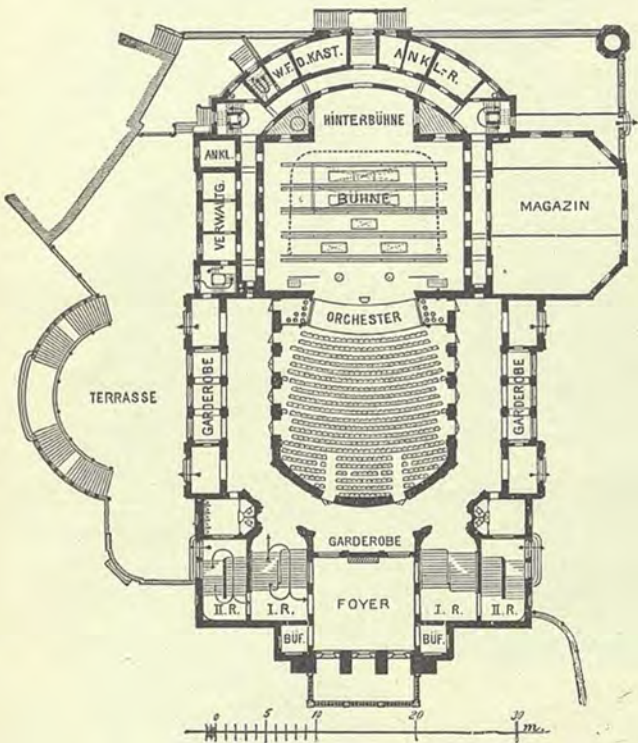 W.F.
D.KAST.
ANKL-R.
HINTERBÜHNE
ANKL.
VERWALTG.
BÜHNE
MAGAZIN
ORCHESTER
TERRASSE
GARDEROBE
GARDEROBE
GARDEROBE
II.R.
I.R.
FOYER
I.R.
II.R.
BÜF.
BÜF.
0 5 10 20 30 m.